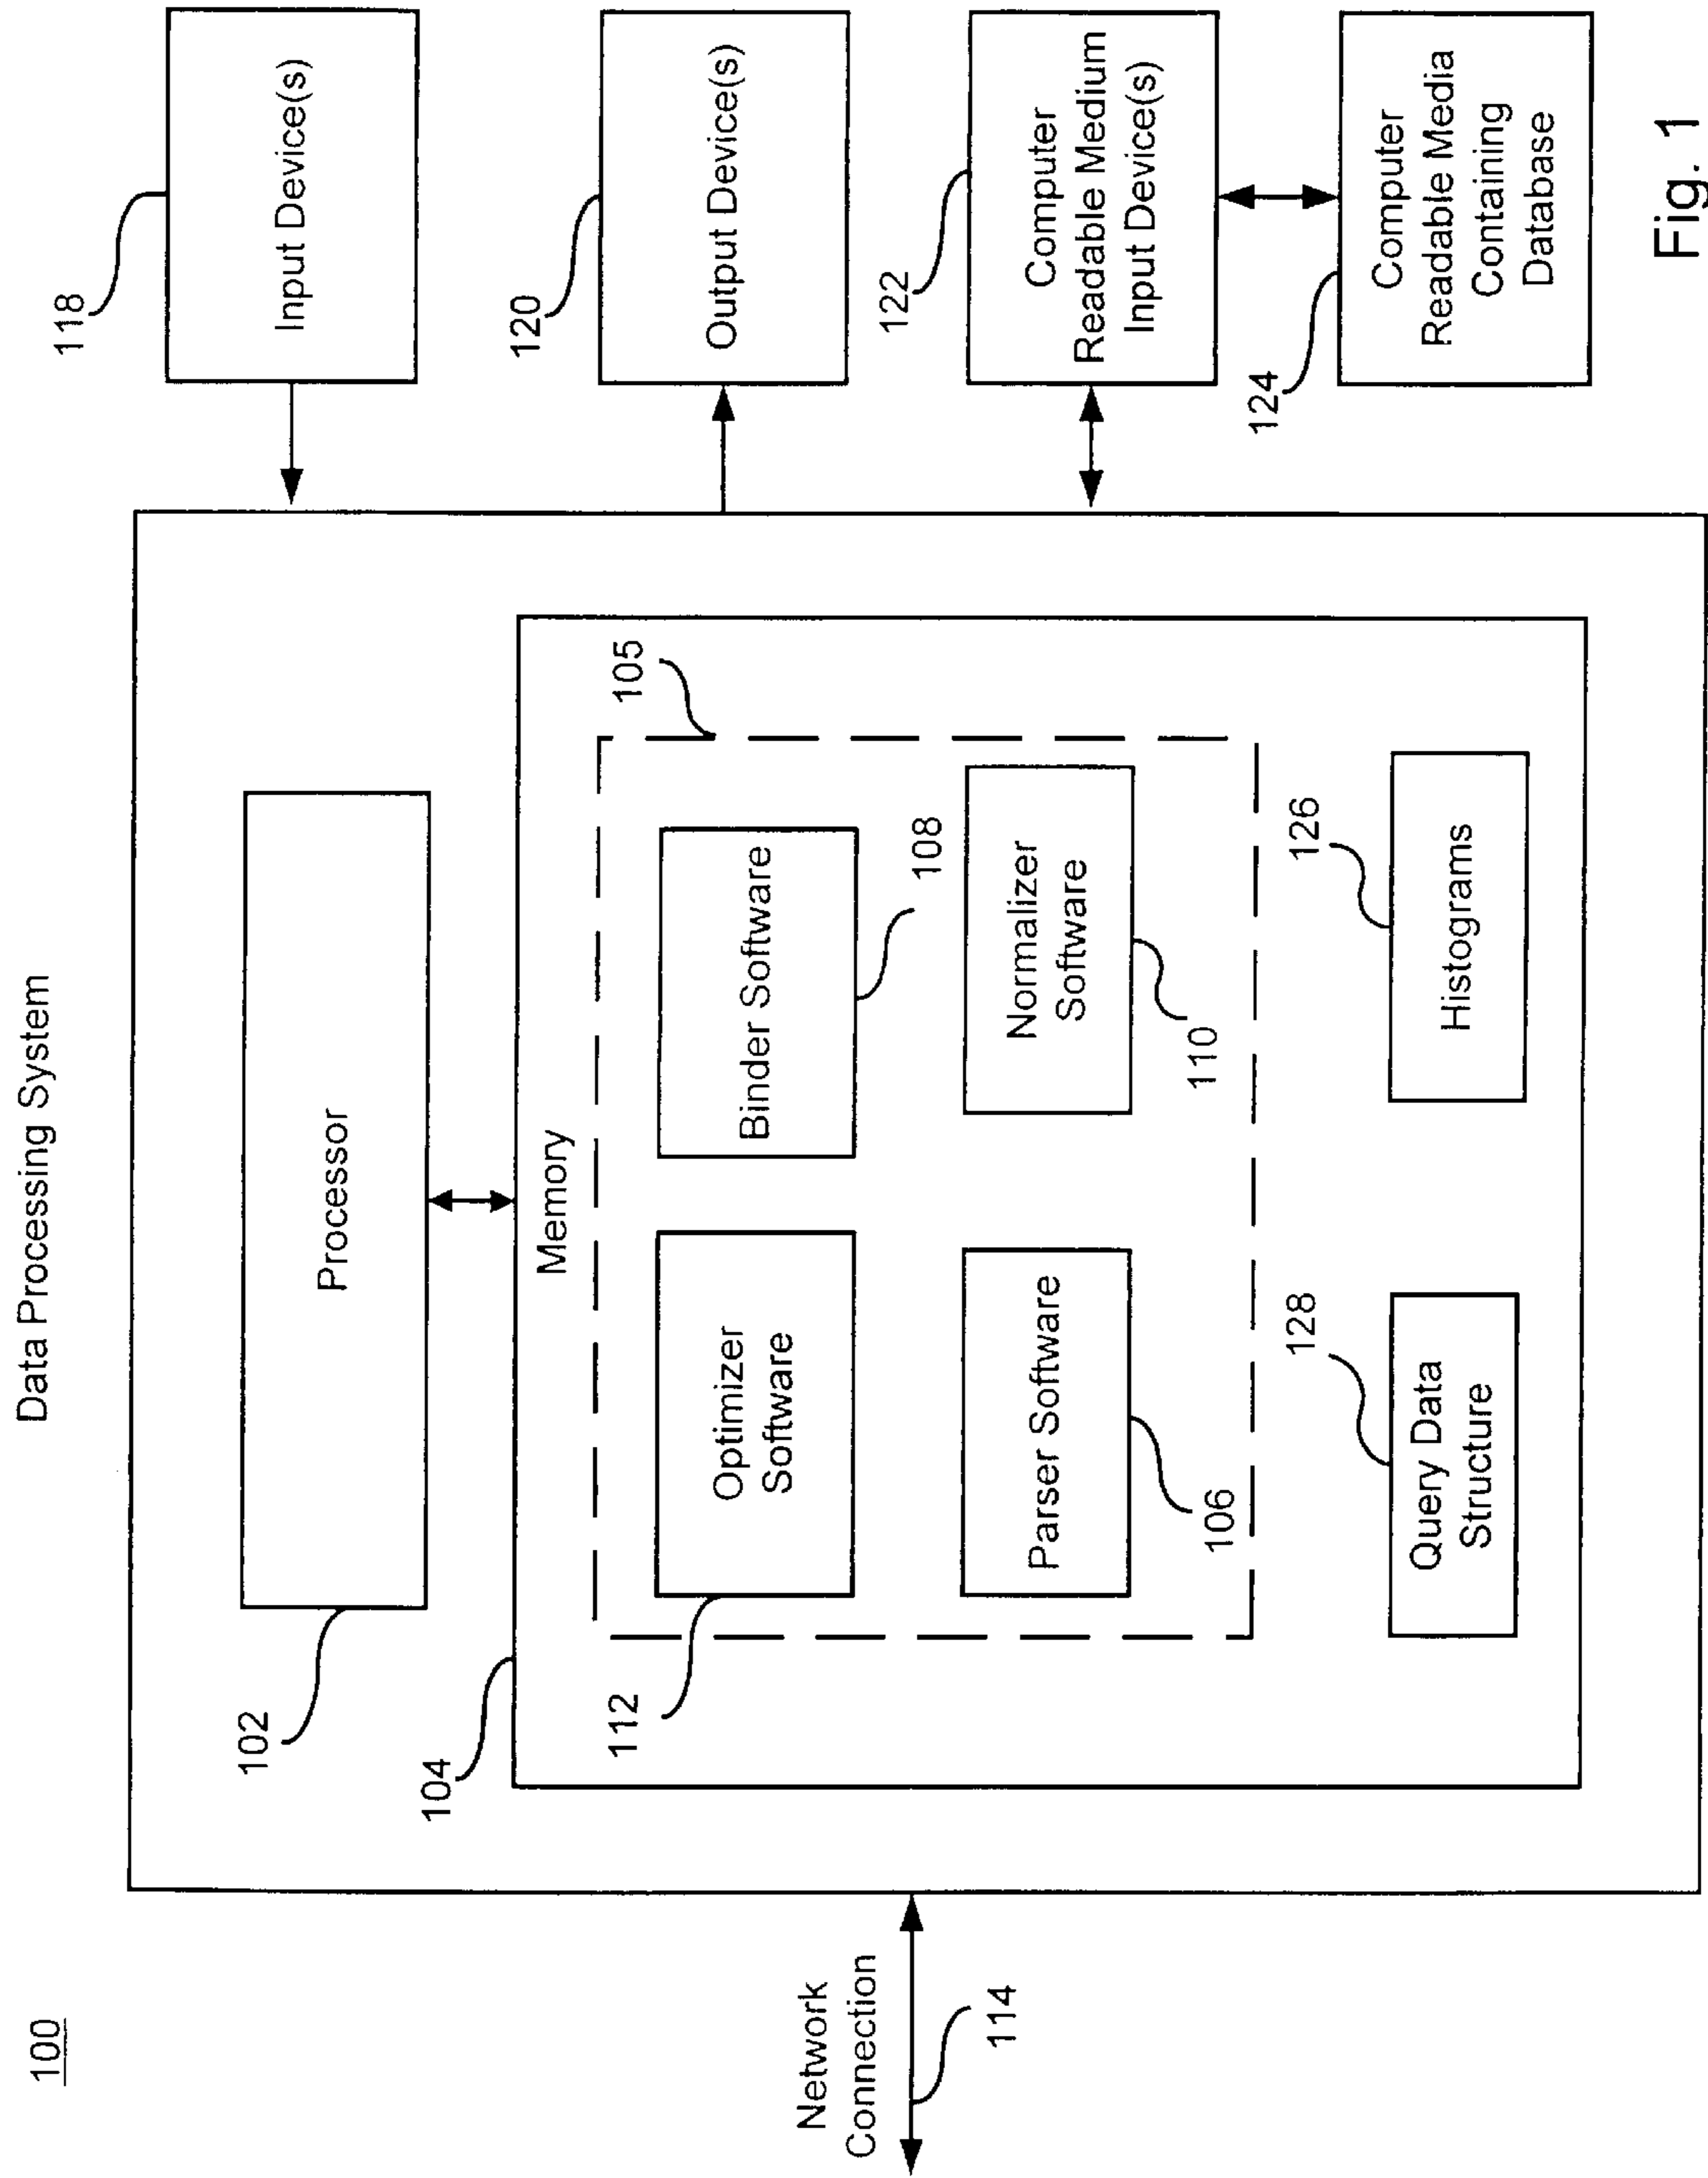 100
Data Processing System
102
Processor
104
Memory
105
112
Optimizer
Software
Binder Software
108
Parser Software
106
Normalizer
Software
110
128
Query Data
Structure
126
Histograms
Network
Connection
114
118
Input Device(s)
120
Output Device(s)
122
Computer
Readable Medium
Input Device(s)
124
Computer
Readable Media
Containing
Database
Fig. 1